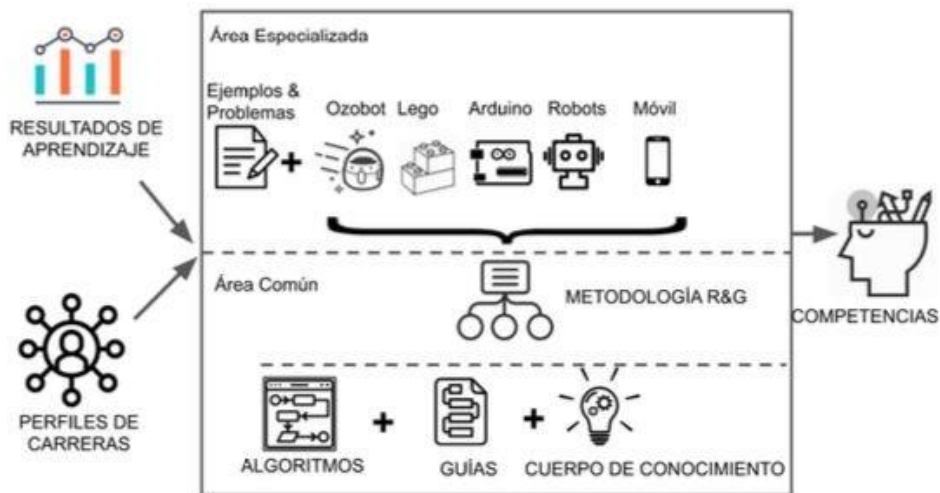 RESULTADOS DE
APRENDIZAJE
PERFILES DE
CARRERAS
Área Especializada
Ejemplos &
Problemas
Ozobot
Lego
Arduino
Robots
Móvil
+
Área Común
METODOLOGÍA R&G
ALGORITMOS
+
GUÍAS
+
CUERPO DE CONOCIMIENTO
COMPETENCIAS